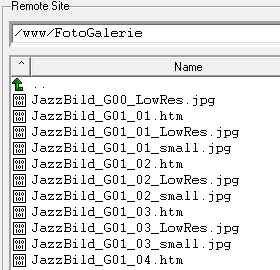 Remote Site
/www/FotoGalerie
^ Name
..
JazzBild_G00_LowRes.jpg
JazzBild_G01_01.htm
JazzBild_G01_01_LowRes.jpg
JazzBild_G01_01_small.jpg
JazzBild_G01_02.htm
JazzBild_G01_02_LowRes.jpg
JazzBild_G01_02_small.jpg
JazzBild_G01_03.htm
JazzBild_G01_03_LowRes.jpg
JazzBild_G01_03_small.jpg
JazzBild_G01_04.htm